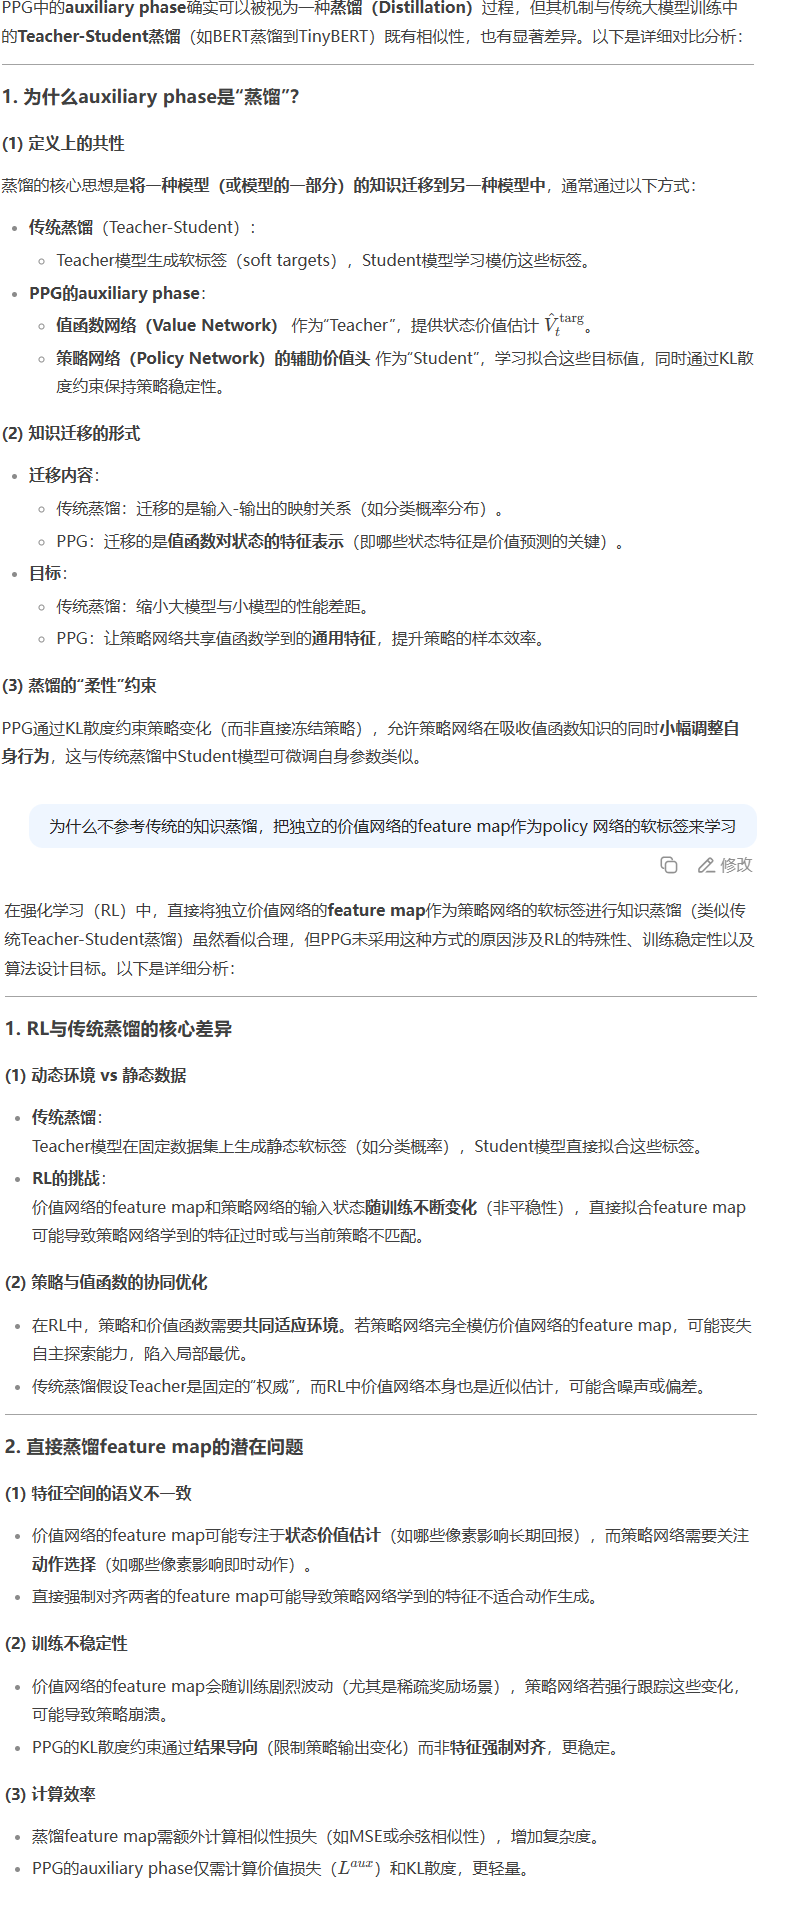 PPG中的auxiliary phase确实可以被视为一种蒸馏（Distillation）过程，但其机制与传统大模型训练中
的Teacher-Student蒸馏（如BERT蒸馏到TinyBERT）既有相似性，也有显著差异。以下是详细对比分析：
1. 为什么auxiliary phase是“蒸馏”？
(1) 定义上的共性
蒸馏的核心思想是将一种模型（或模型的一部分）的知识迁移到另一种模型中，通常通过以下方式：
• 传统蒸馏（Teacher-Student）：
◦ Teacher模型生成软标签（soft targets），Student模型学习模仿这些标签。
• PPG的auxiliary phase：
◦ 值函数网络（Value Network） 作为“Teacher”，提供状态价值估计 V̂_t^targ。
◦ 策略网络（Policy Network）的辅助价值头 作为“Student”，学习拟合这些目标值，同时通过KL散
度约束保持策略稳定性。
(2) 知识迁移的形式
• 迁移内容：
◦ 传统蒸馏：迁移的是输入-输出的映射关系（如分类概率分布）。
◦ PPG：迁移的是值函数对状态的特征表示（即哪些状态特征是价值预测的关键）。
• 目标：
◦ 传统蒸馏：缩小大模型与小模型的性能差距。
◦ PPG：让策略网络共享值函数学到的通用特征，提升策略的样本效率。
(3) 蒸馏的“柔性”约束
PPG通过KL散度约束策略变化（而非直接冻结策略），允许策略网络在吸收值函数知识的同时小幅调整自
身行为，这与传统蒸馏中Student模型可微调自身参数类似。
为什么不参考传统的知识蒸馏，把独立的价值网络的feature map作为policy 网络的软标签来学习
修改
在强化学习（RL）中，直接将独立价值网络的feature map作为策略网络的软标签进行知识蒸馏（类似传
统Teacher-Student蒸馏）虽然看似合理，但PPG未采用这种方式的原因涉及RL的特殊性、训练稳定性以及
算法设计目标。以下是详细分析：
1. RL与传统蒸馏的核心差异
(1) 动态环境 vs 静态数据
• 传统蒸馏：
Teacher模型在固定数据集上生成静态软标签（如分类概率），Student模型直接拟合这些标签。
• RL的挑战：
价值网络的feature map和策略网络的输入状态随训练不断变化（非平稳性），直接拟合feature map
可能导致策略网络学到的特征过时或与当前策略不匹配。
(2) 策略与值函数的协同优化
• 在RL中，策略和价值函数需要共同适应环境。若策略网络完全模仿价值网络的feature map，可能丧失
自主探索能力，陷入局部最优。
• 传统蒸馏假设Teacher是固定的“权威”，而RL中价值网络本身也是近似估计，可能含噪声或偏差。
2. 直接蒸馏feature map的潜在问题
(1) 特征空间的语义不一致
• 价值网络的feature map可能专注于状态价值估计（如哪些像素影响长期回报），而策略网络需要关注
动作选择（如哪些像素影响即时动作）。
• 直接强制对齐两者的feature map可能导致策略网络学到的特征不适合动作生成。
(2) 训练不稳定性
• 价值网络的feature map会随训练剧烈波动（尤其是稀疏奖励场景），策略网络若强行跟踪这些变化，
可能导致策略崩溃。
• PPG的KL散度约束通过结果导向（限制策略输出变化）而非特征强制对齐，更稳定。
(3) 计算效率
• 蒸馏feature map需额外计算相似性损失（如MSE或余弦相似性），增加复杂度。
• PPG的auxiliary phase仅需计算价值损失（L^aux）和KL散度，更轻量。